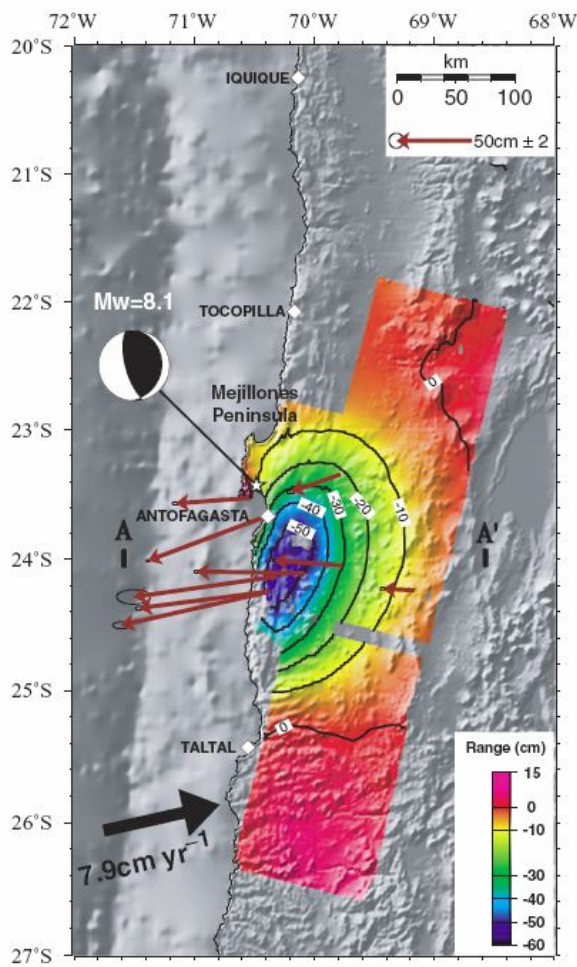 72°W 71°W 70°W 69°W 68°W
20°S
21°S
22°S
23°S
24°S
25°S
26°S
27°S
km
0 50 100
50cm ± 2
IQUIQUE
TOCOPILLA
Mw=8.1
Mejillones
Peninsula
ANTOFAGASTA
A
A'
0
-10
-20
-30
-40
-50
0
TALTAL
7.9cm yr⁻¹
Range (cm)
15
0
-10
-20
-30
-40
-50
-60